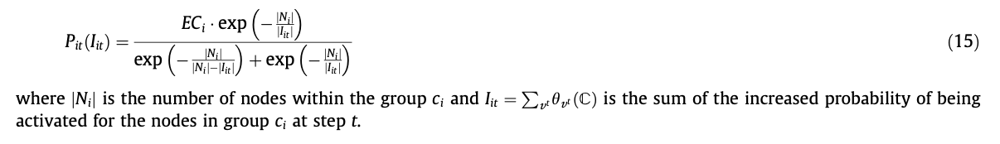 P_{it}(I_{it}) = \frac{EC_i \cdot \exp\left(-\frac{|N_i|}{|I_{it}|}\right)}{\exp\left(-\frac{|N_i|}{|N_i|-|I_{it}|}\right) + \exp\left(-\frac{|N_i|}{|I_{it}|}\right)} (15)
where |N_i| is the number of nodes within the group c_i and I_{it} = \sum_{v^t} \theta_{v^t}(ℂ) is the sum of the increased probability of being
activated for the nodes in group c_i at step t.